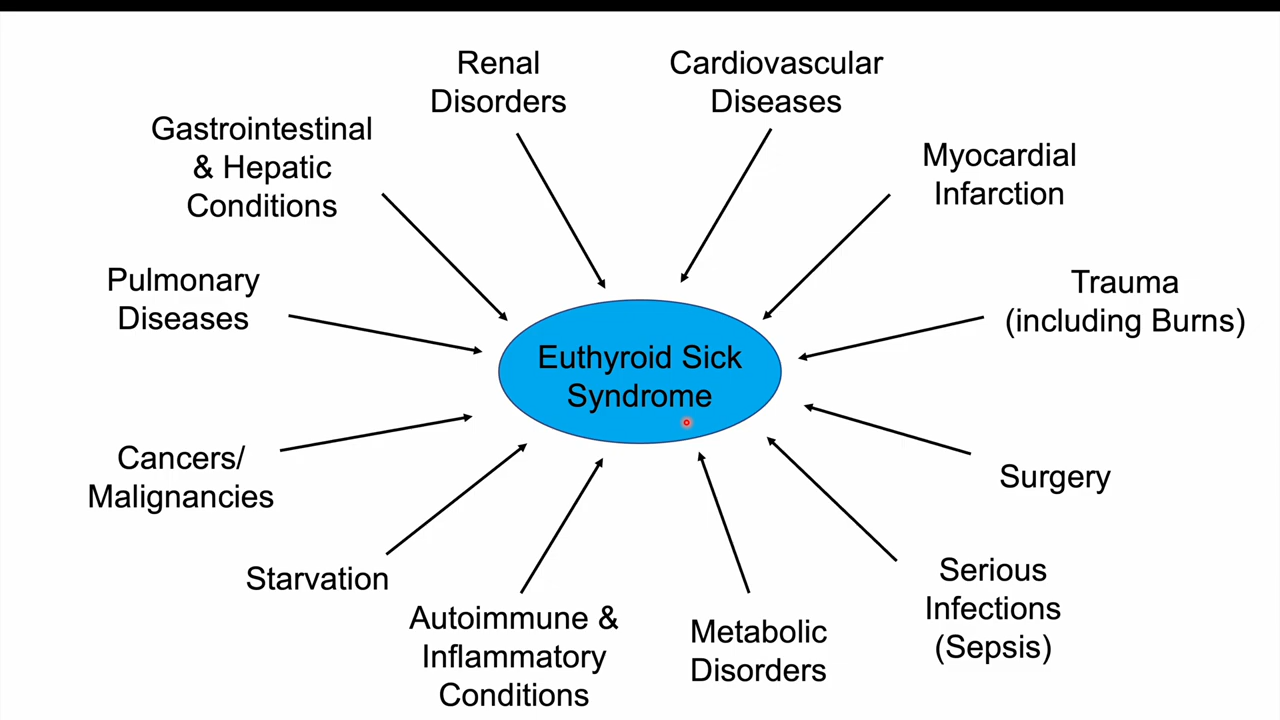 Renal
Disorders
Cardiovascular
Diseases
Gastrointestinal
& Hepatic
Conditions
Myocardial
Infarction
Pulmonary
Diseases
Trauma
(including Burns)
Euthyroid Sick
Syndrome
Cancers/
Malignancies
Surgery
Starvation
Autoimmune &
Inflammatory
Conditions
Metabolic
Disorders
Serious
Infections
(Sepsis)